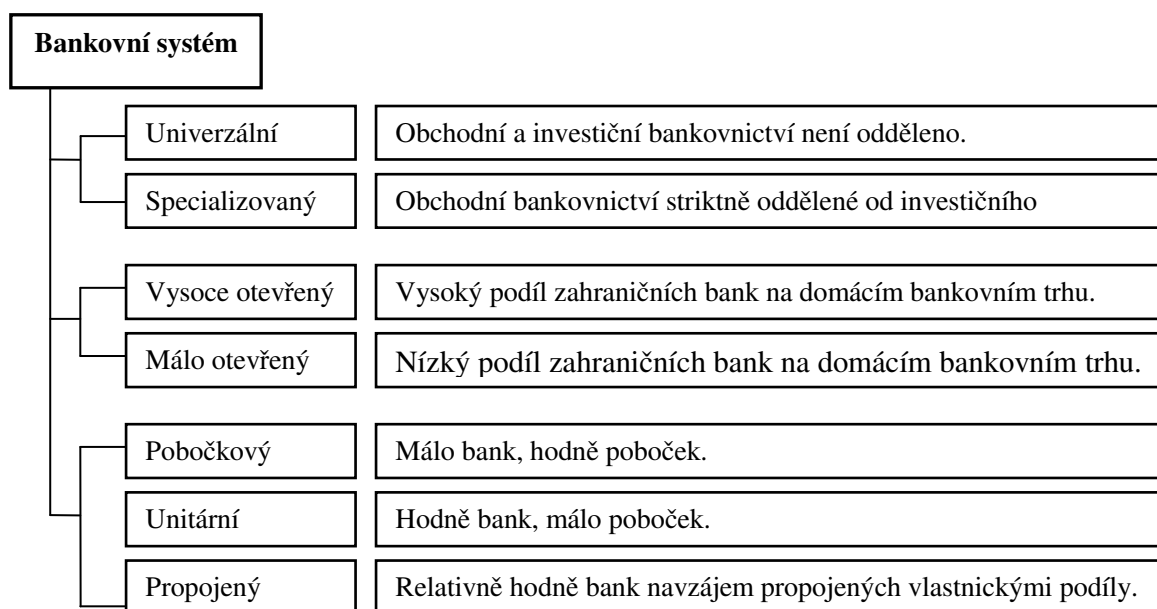 Bankovní systém
Univerzální
Obchodní a investiční bankovnictví není odděleno.
Specializovaný
Obchodní bankovnictví striktně oddělené od investičního
Vysoce otevřený
Vysoký podíl zahraničních bank na domácím bankovním trhu.
Málo otevřený
Nízký podíl zahraničních bank na domácím bankovním trhu.
Pobočkový
Málo bank, hodně poboček.
Unitární
Hodně bank, málo poboček.
Propojený
Relativně hodně bank navzájem propojených vlastnickými podíly.